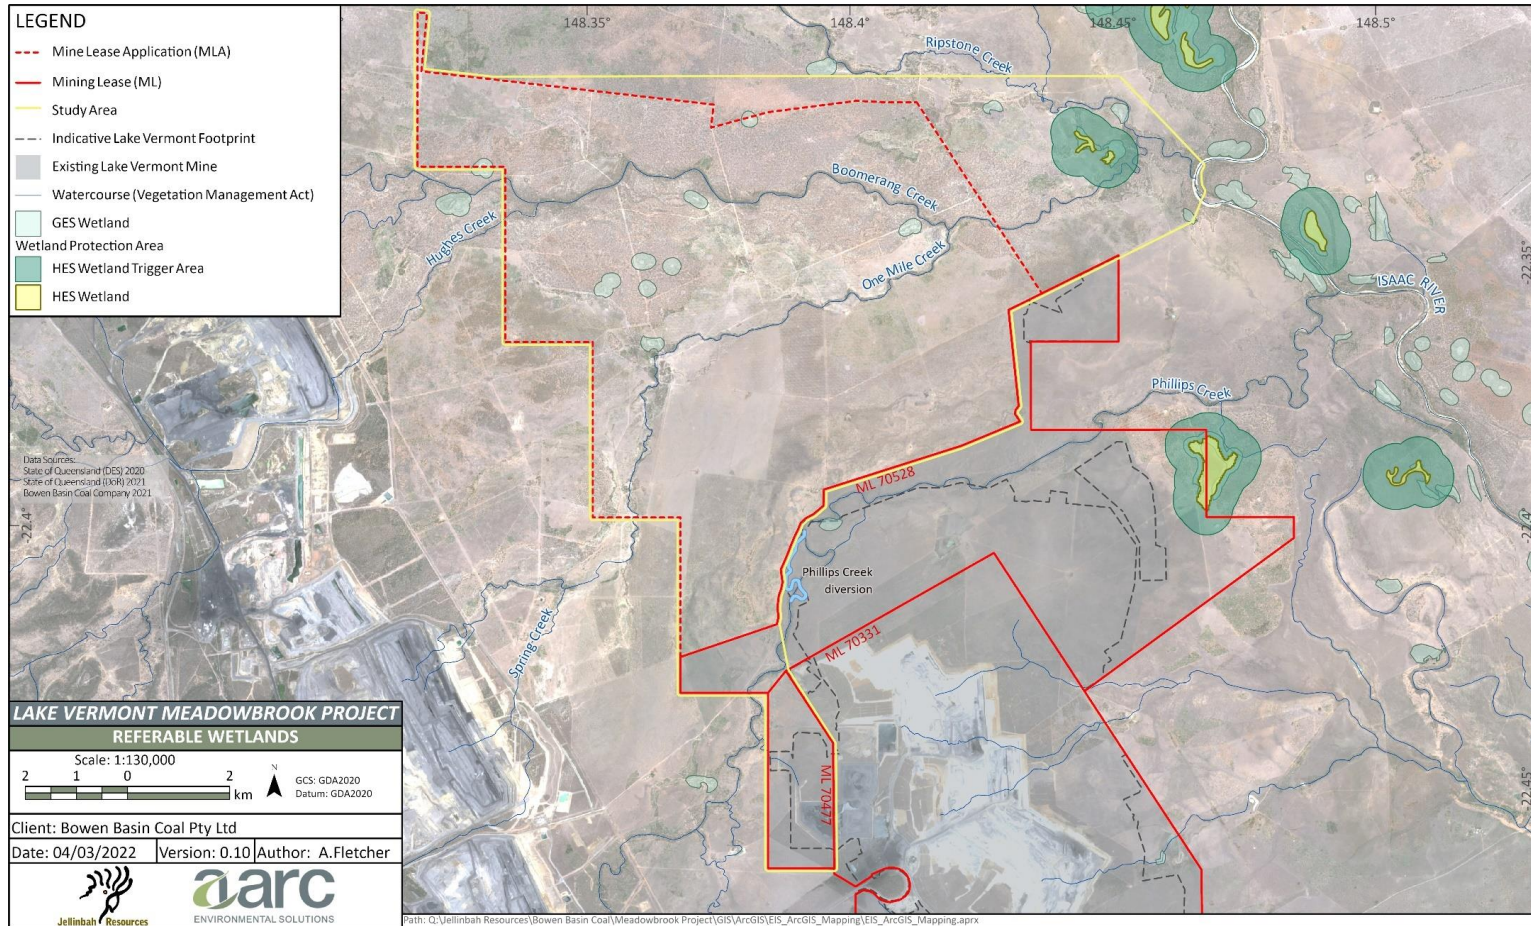 LEGEND
Mine Lease Application (MLA)
Mining Lease (ML)
Study Area
Indicative Lake Vermont Footprint
Existing Lake Vermont Mine
Watercourse (Vegetation Management Act)
GES Wetland
Wetland Protection Area
HES Wetland Trigger Area
HES Wetland
148.35°
148.4°
148.45°
148.5°
Ripstone Creek
Boomerang Creek
Hughes Creek
One Mile Creek
-22.35°
ISAAC RIVER
Phillips Creek
ML 70528
Data Sources:
State of Queensland (DES) 2020
State of Queensland (DoR) 2021
Bowen Basin Coal Company 2021
-22.4°
-22.4°
Phillips Creek
diversion
ML 70331
Spring Creek
ML 70477
-22.45°
LAKE VERMONT MEADOWBROOK PROJECT
REFERABLE WETLANDS
Scale: 1:130,000
2 1 0 2
km
N
GCS: GDA2020
Datum: GDA2020
Client: Bowen Basin Coal Pty Ltd
Date: 04/03/2022 Version: 0.10 Author: A.Fletcher
Jellinbah Resources
aarc
ENVIRONMENTAL SOLUTIONS
Path: Q:\Jellinbah Resources\Bowen Basin Coal\Meadowbrook Project\GIS\ArcGIS\EIS_ArcGIS_Mapping\EIS_ArcGIS_Mapping.aprx